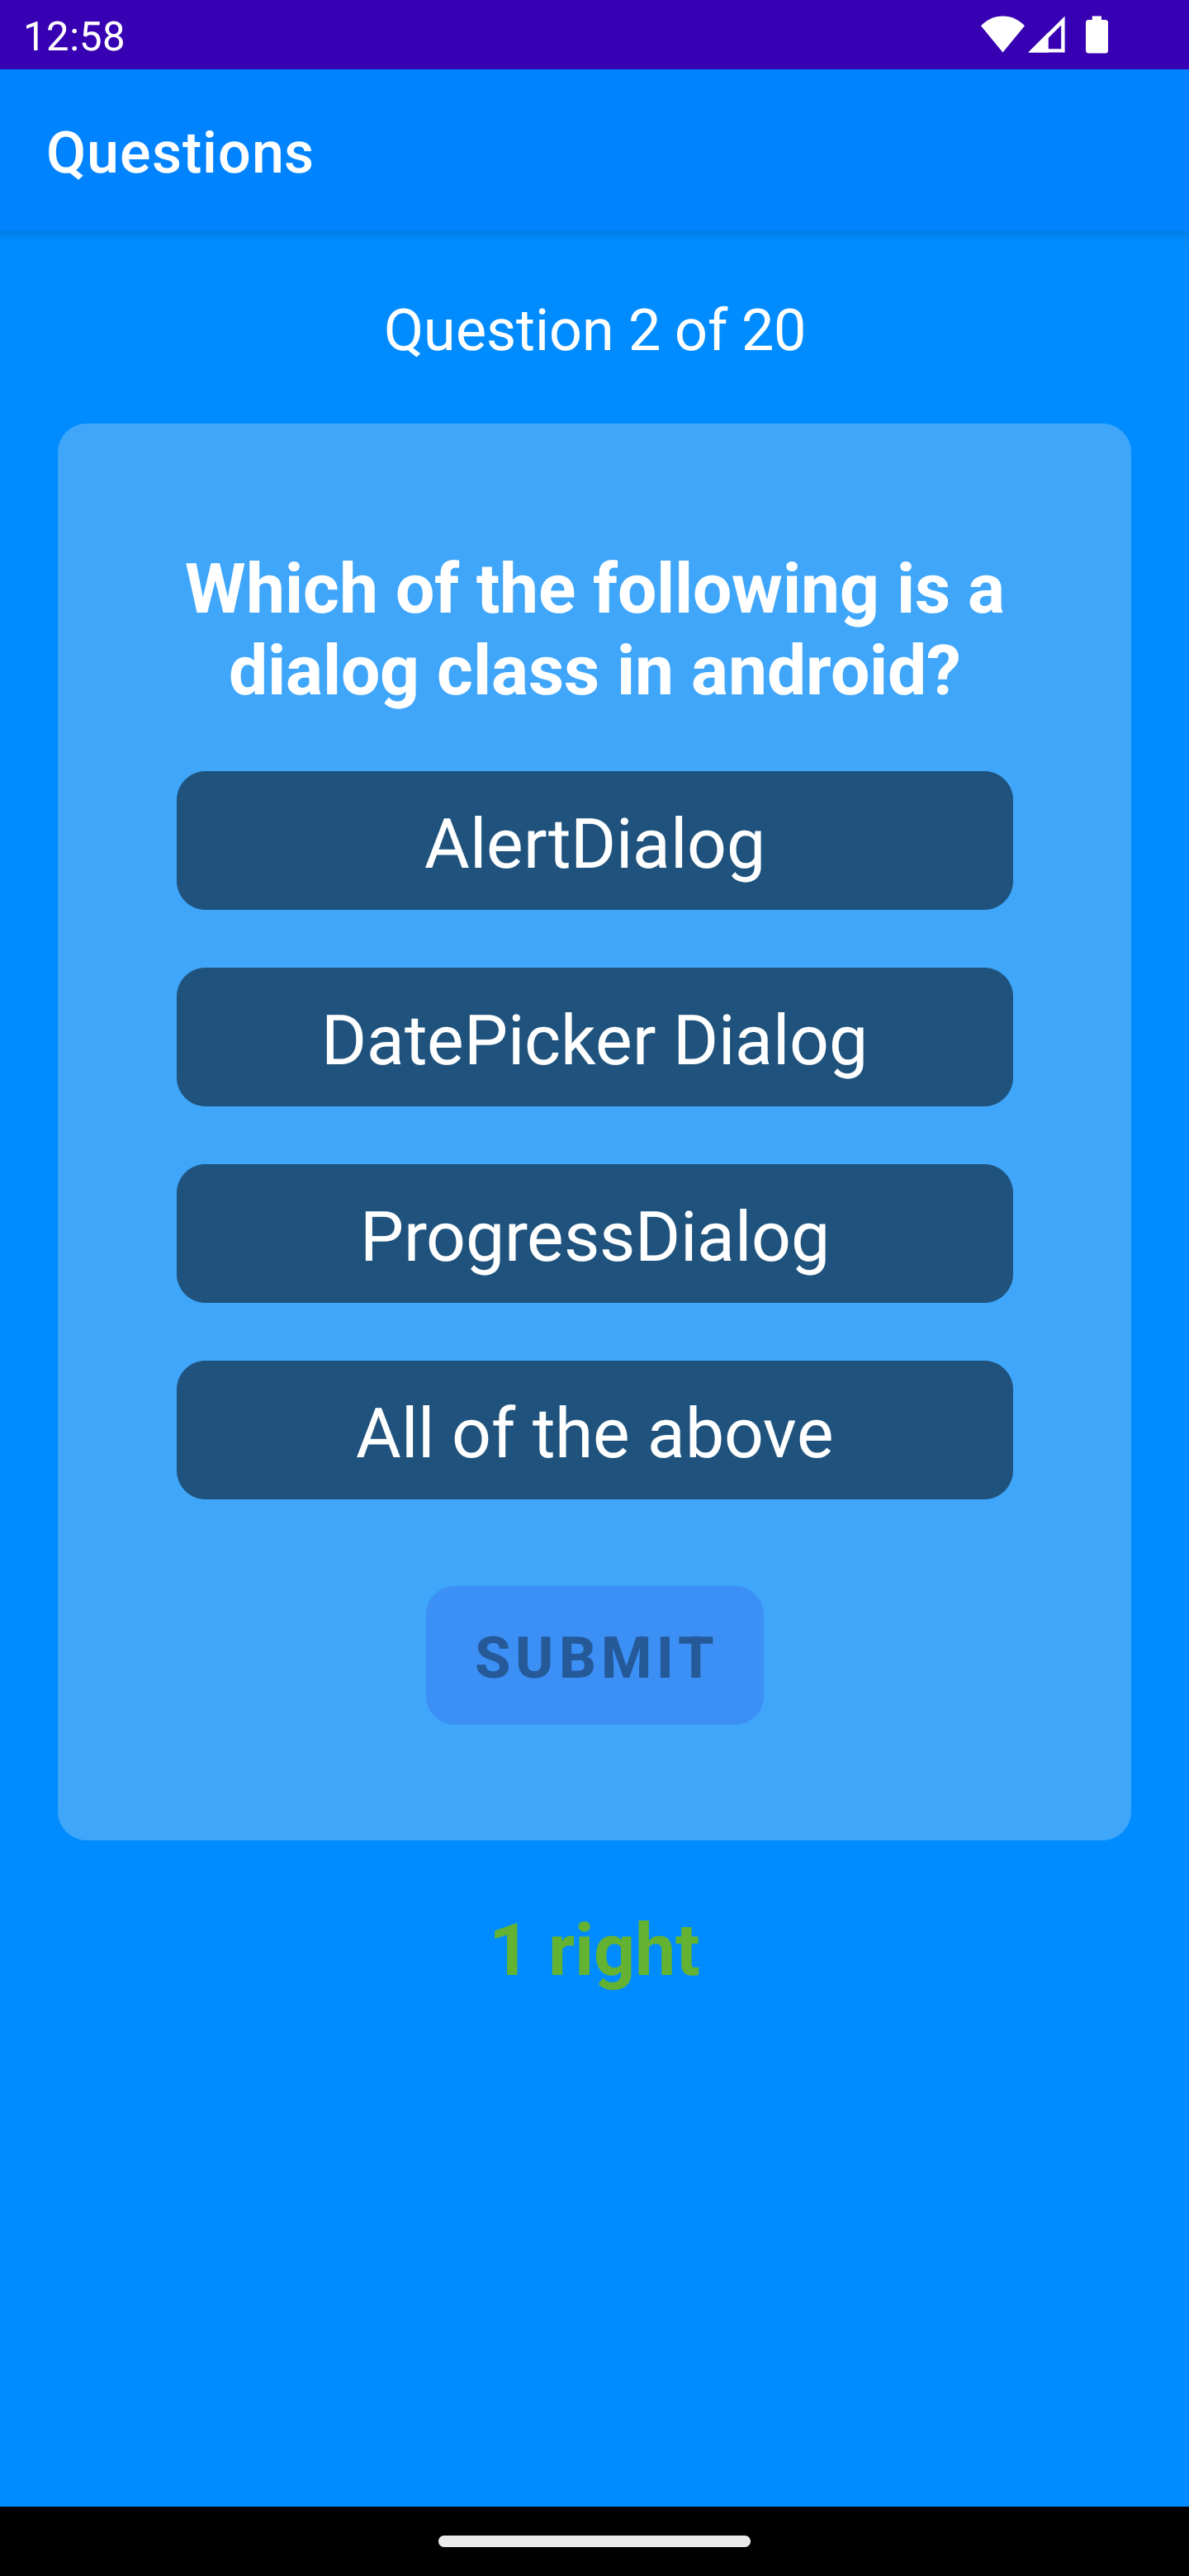 12:58
Questions
Question 2 of 20
Which of the following is a
dialog class in android?
AlertDialog
DatePicker Dialog
ProgressDialog
All of the above
SUBMIT
1 right